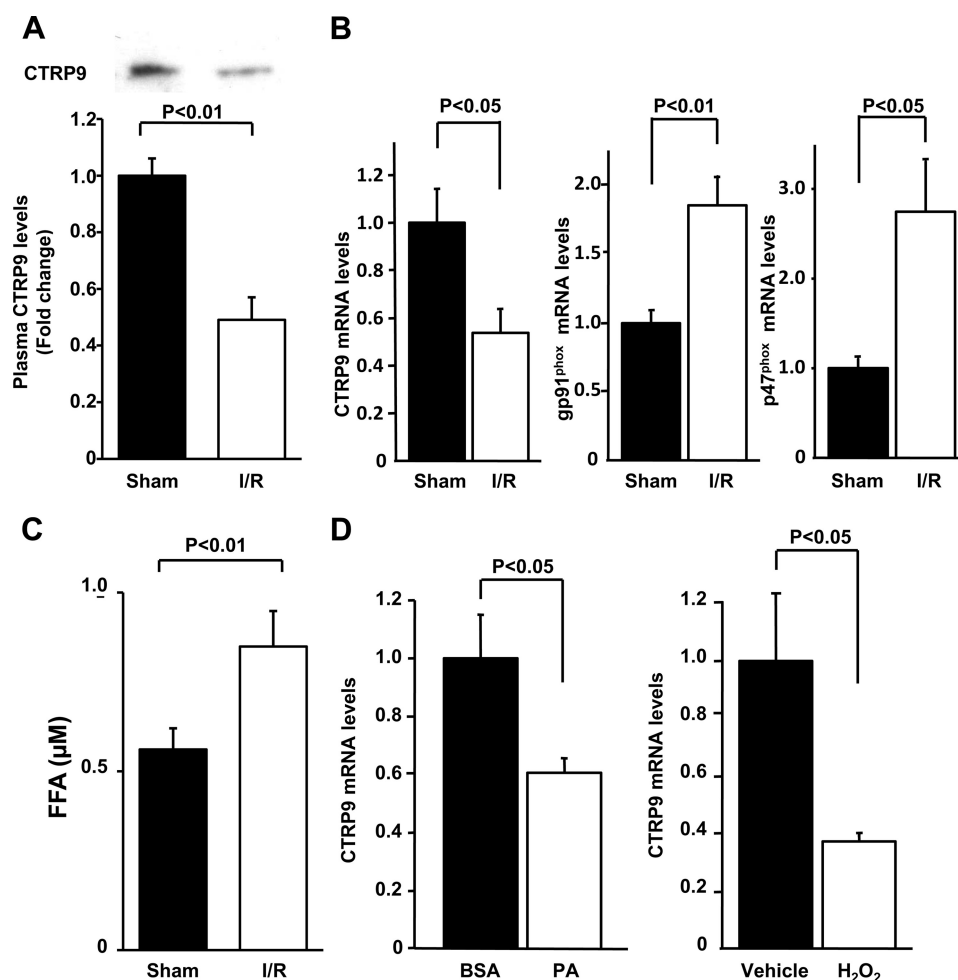 A
CTRP9
P<0.01
1.2
1.0
0.8
0.6
0.4
0.2
0
Plasma CTRP9 levels
(Fold change)
Sham I/R
B
P<0.05
1.2
1.0
0.8
0.6
0.4
0.2
0
CTRP9 mRNA levels
Sham I/R
P<0.01
2.0
1.5
1.0
0.5
0
gp91phox mRNA levels
Sham I/R
P<0.05
3.0
2.0
1.0
0
p47phox mRNA levels
Sham I/R
C
P<0.01
1.0
0.5
0
FFA (μM)
Sham I/R
D
P<0.05
1.2
1.0
0.8
0.6
0.4
0.2
0
CTRP9 mRNA levels
BSA PA
P<0.05
1.2
1.0
0.8
0.6
0.4
0.2
0
CTRP9 mRNA levels
Vehicle H₂O₂